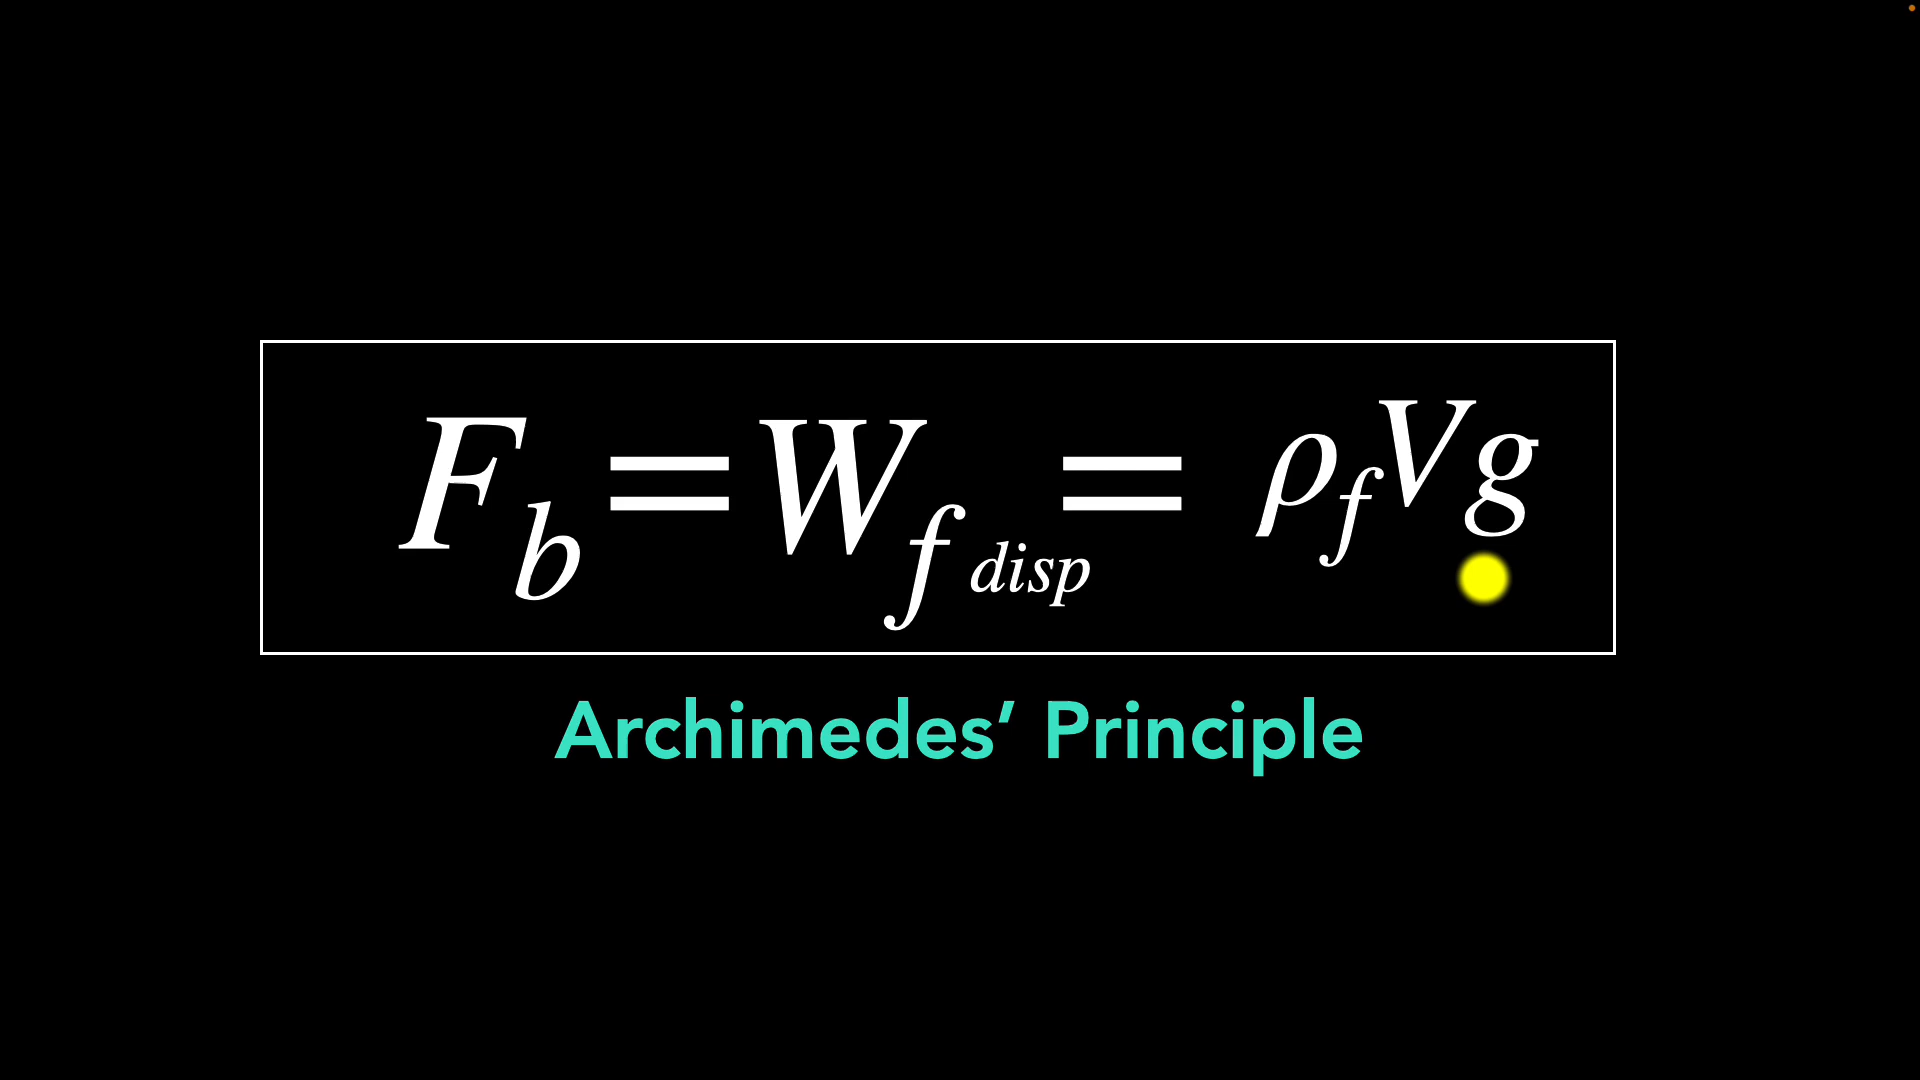 F_b = W_f disp = ρ_f V g
Archimedes’ Principle